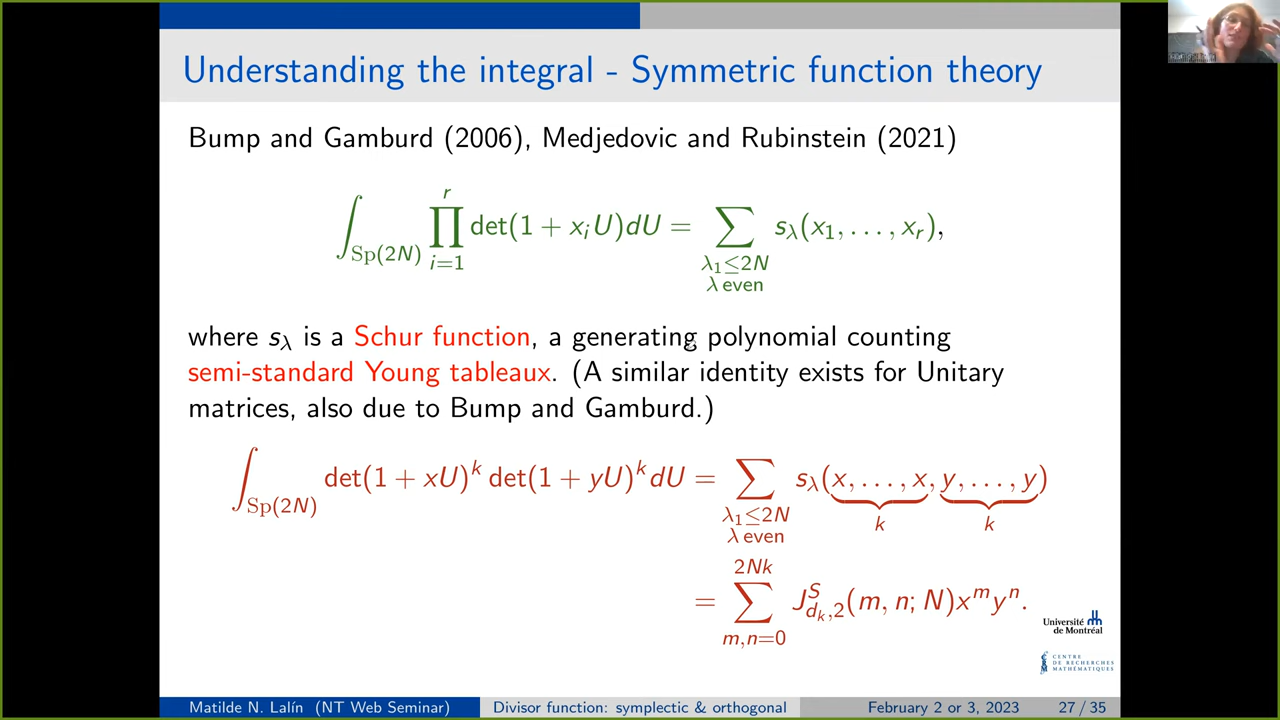 Understanding the integral - Symmetric function theory
Bump and Gamburd (2006), Medjedovic and Rubinstein (2021)
∫_{Sp(2N)} ∏_{i=1}^{r} det(1 + x_i U)dU = ∑_{λ_1≤2N, λ even} s_λ(x_1, . . . , x_r),
where s_λ is a Schur function, a generating polynomial counting
semi-standard Young tableaux. (A similar identity exists for Unitary
matrices, also due to Bump and Gamburd.)
∫_{Sp(2N)} det(1 + xU)^k det(1 + yU)^k dU = ∑_{λ_1≤2N, λ even} s_λ(x, . . . , x, y, . . . , y)
k k
= ∑_{m,n=0}^{2Nk} J^S_{d_k,2}(m, n; N)x^m y^n.
Université
de Montréal
CENTRE
DE RECHERCHES
MATHÉMATIQUES
Matilde N. Lalín (NT Web Seminar) Divisor function: symplectic & orthogonal February 2 or 3, 2023 27 / 35